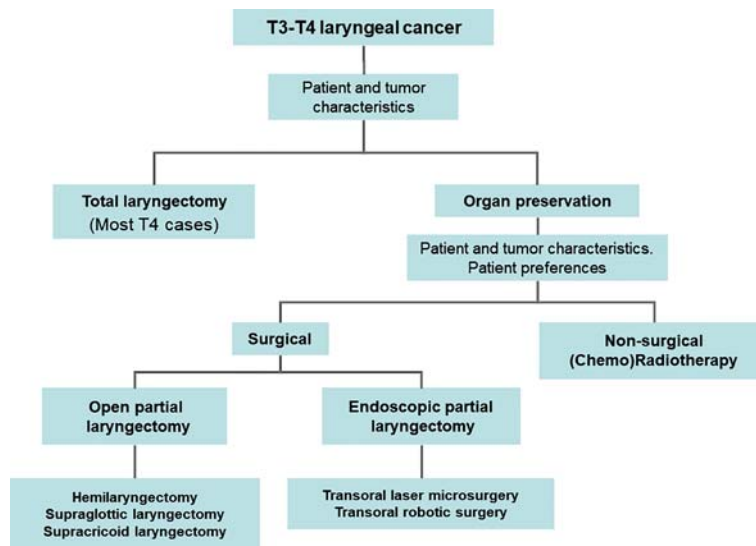 T3-T4 laryngeal cancer
Patient and tumor
characteristics
Total laryngectomy
(Most T4 cases)
Organ preservation
Patient and tumor characteristics.
Patient preferences
Surgical
Non-surgical
(Chemo)Radiotherapy
Open partial
laryngectomy
Endoscopic partial
laryngectomy
Hemilaryngectomy
Supraglottic laryngectomy
Supracricoid laryngectomy
Transoral laser microsurgery
Transoral robotic surgery